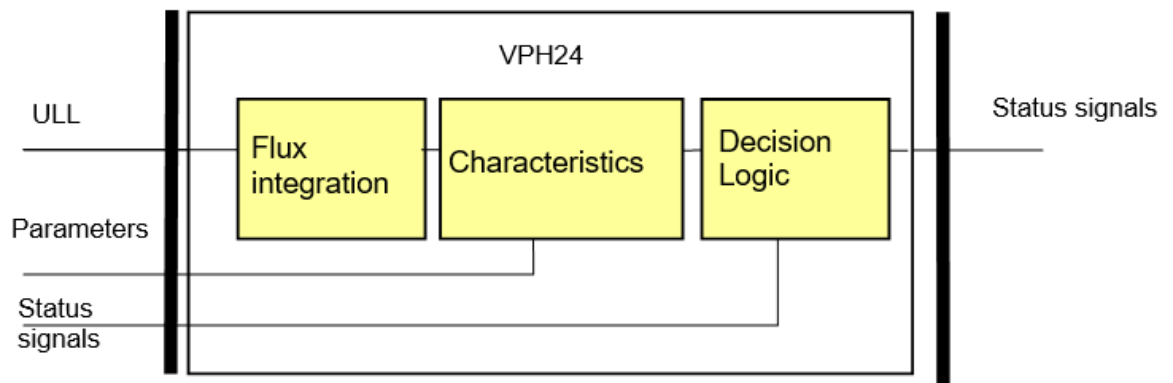 VPH24
ULL
Status signals
Flux
integration
Characteristics
Decision
Logic
Parameters
Status
signals